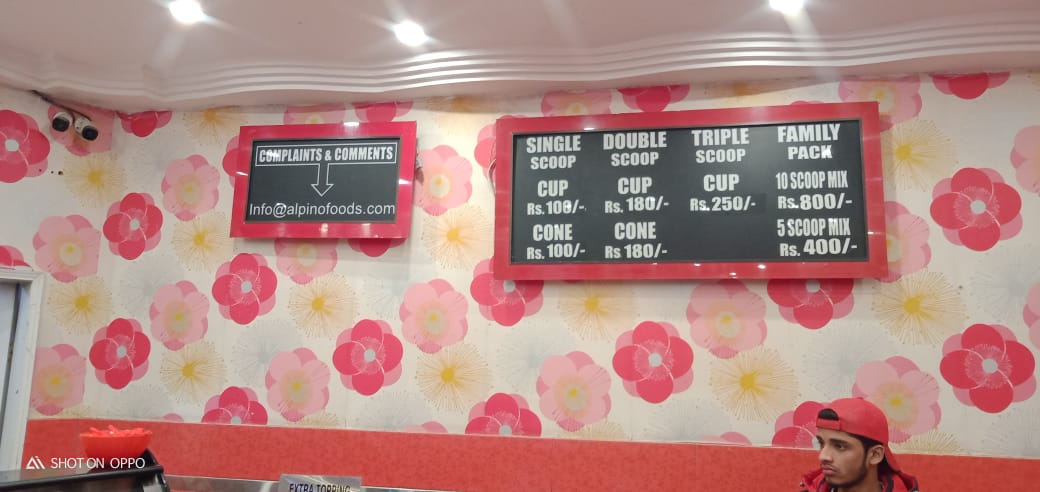 COMPLAINTS & COMMENTS
Info@alpinofoods.com
SINGLE
SCOOP
CUP
Rs.100/-
CONE
Rs.100/-
DOUBLE
SCOOP
CUP
Rs.180/-
CONE
Rs 180/-
TRIPLE
SCOOP
CUP
Rs.250/-
FAMILY
PACK
10 SCOOP MIX
Rs.800/-
5 SCOOP MIX
Rs. 400/-
EXTRA TOPPING
SHOT ON OPPO